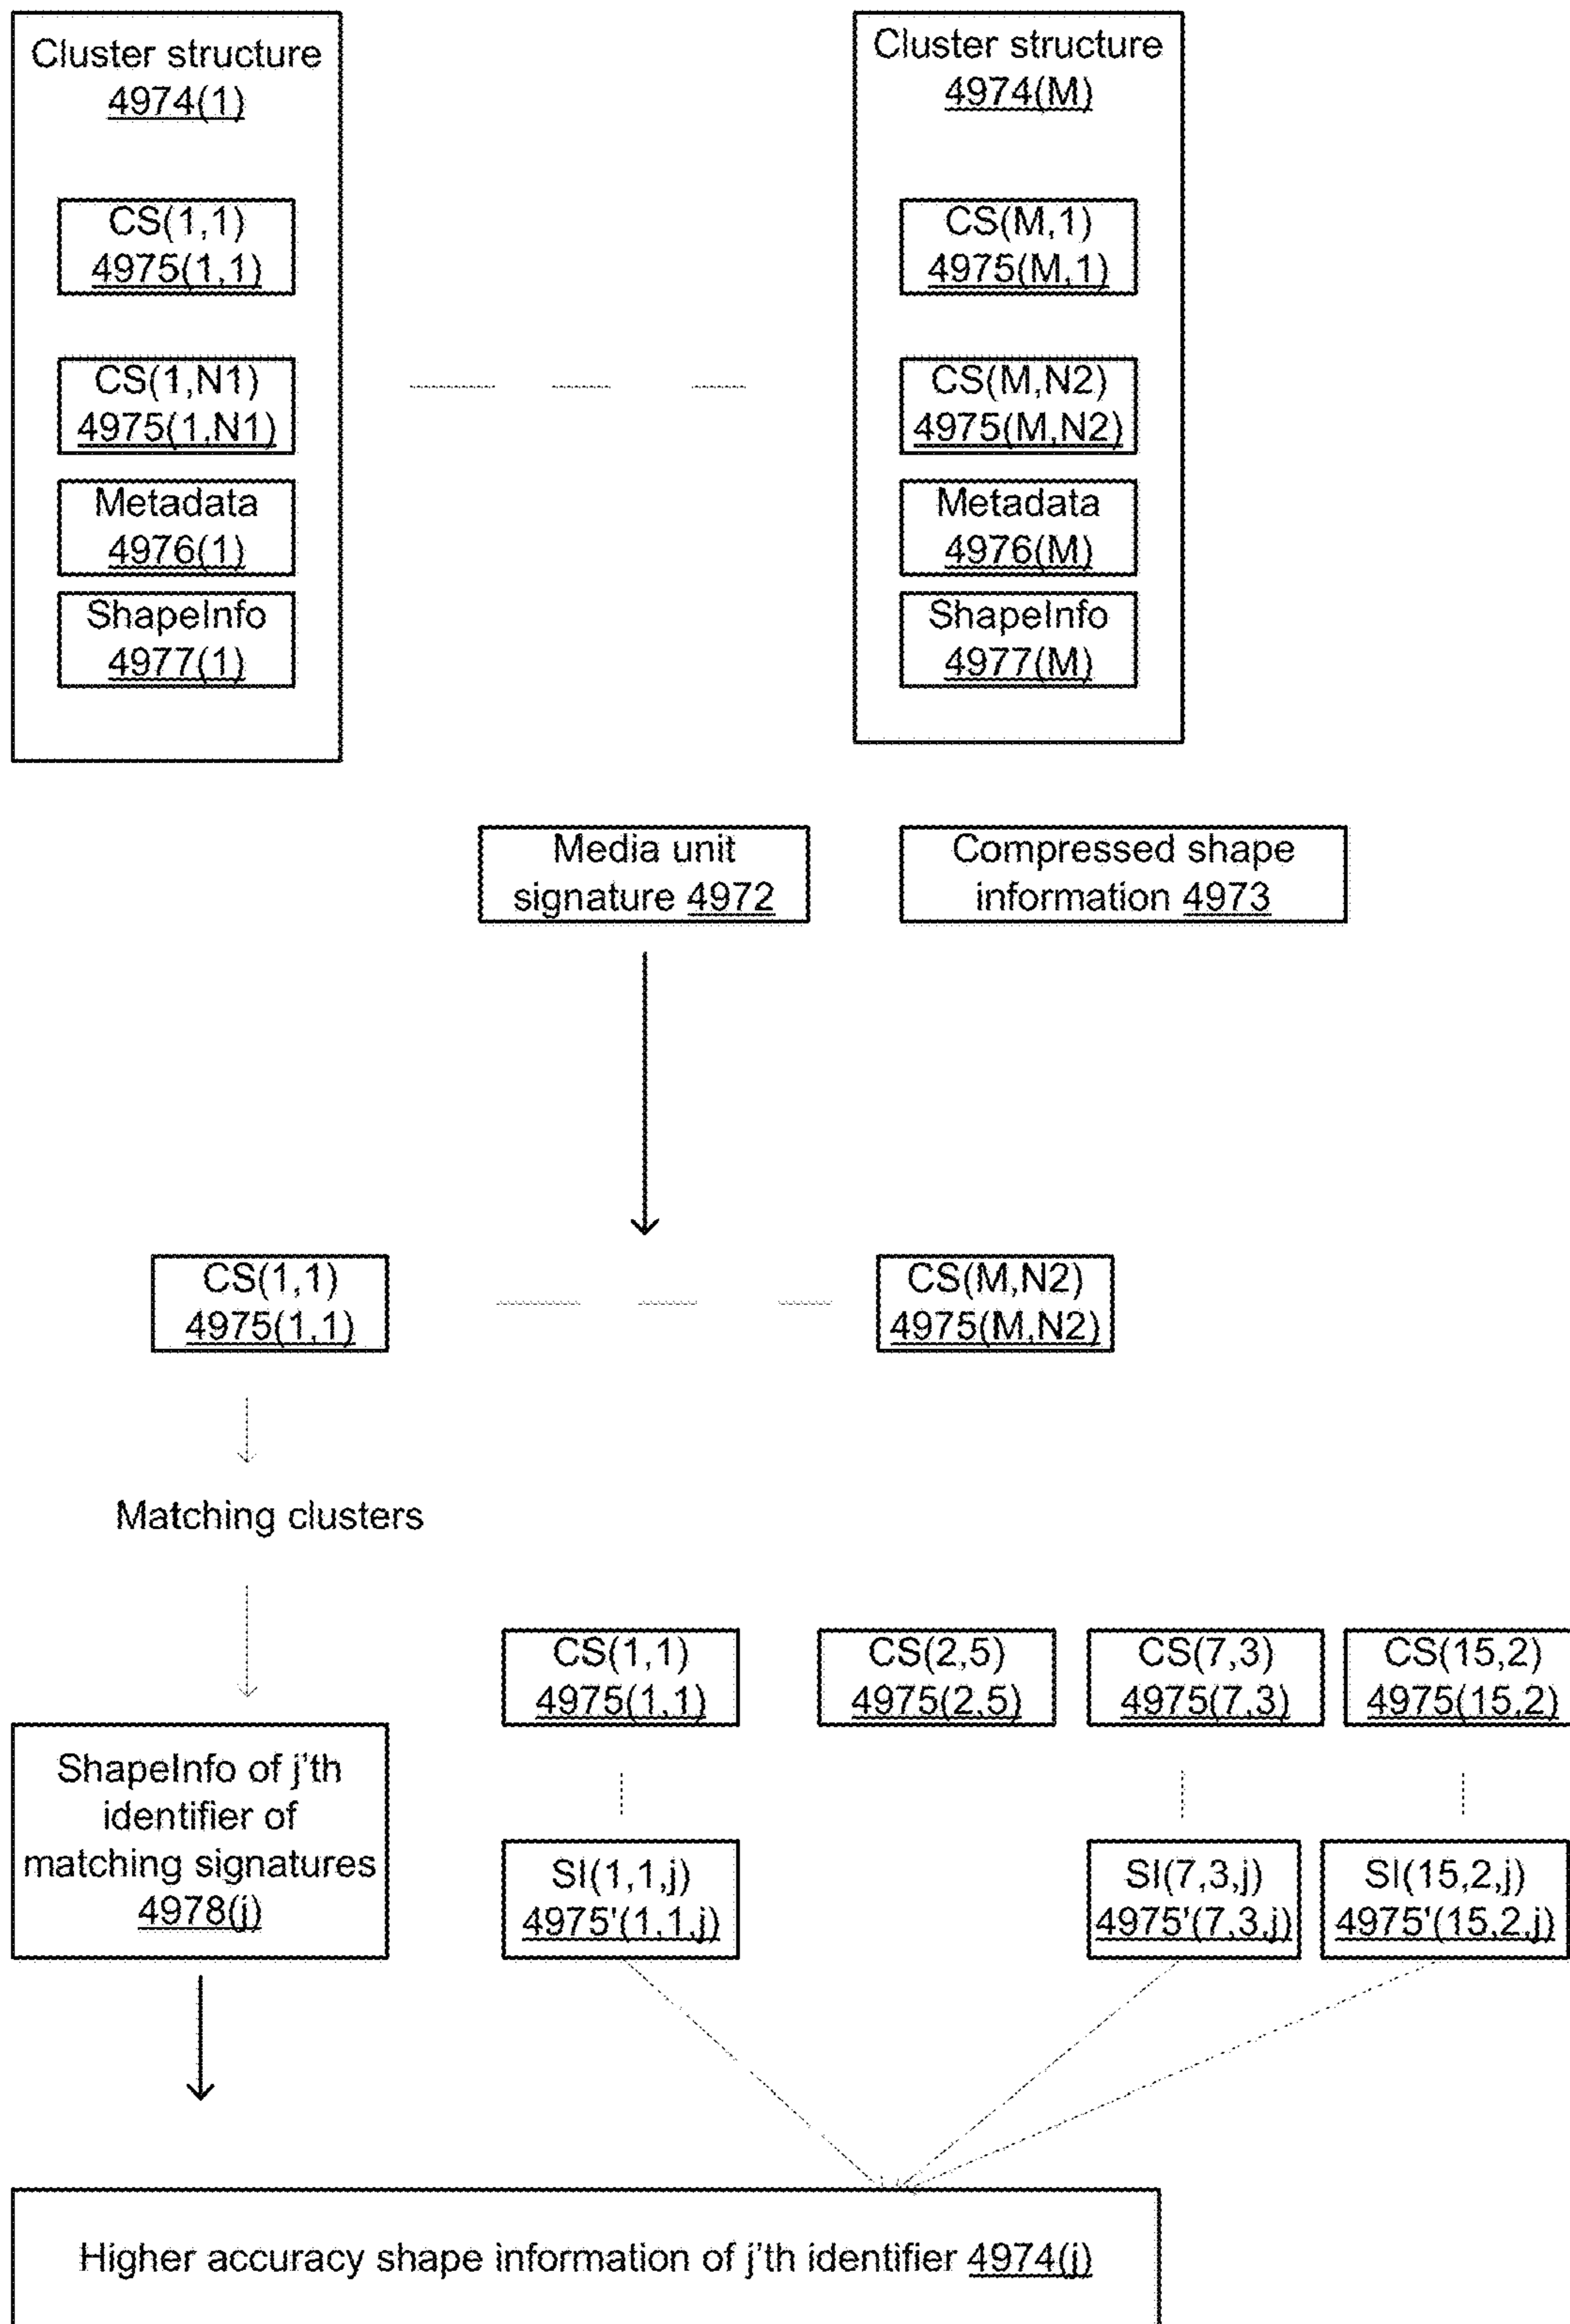 Cluster structure
4974(1)
CS(1,1)
4975(1,1)
CS(1,N1)
4975(1,N1)
Metadata
4976(1)
ShapeInfo
4977(1)
Cluster structure
4974(M)
CS(M,1)
4975(M,1)
CS(M,N2)
4975(M,N2)
Metadata
4976(M)
ShapeInfo
4977(M)
Media unit
signature 4972
Compressed shape
information 4973
CS(1,1)
4975(1,1)
CS(M,N2)
4975(M,N2)
Matching clusters
CS(1,1)
4975(1,1)
CS(2,5)
4975(2,5)
CS(7,3)
4975(7,3)
CS(15,2)
4975(15,2)
ShapeInfo of j'th
identifier of
matching signatures
4978(j)
SI(1,1,j)
4975'(1,1,j)
SI(7,3,j)
4975'(7,3,j)
SI(15,2,j)
4975'(15,2,j)
Higher accuracy shape information of j'th identifier 4974(j)